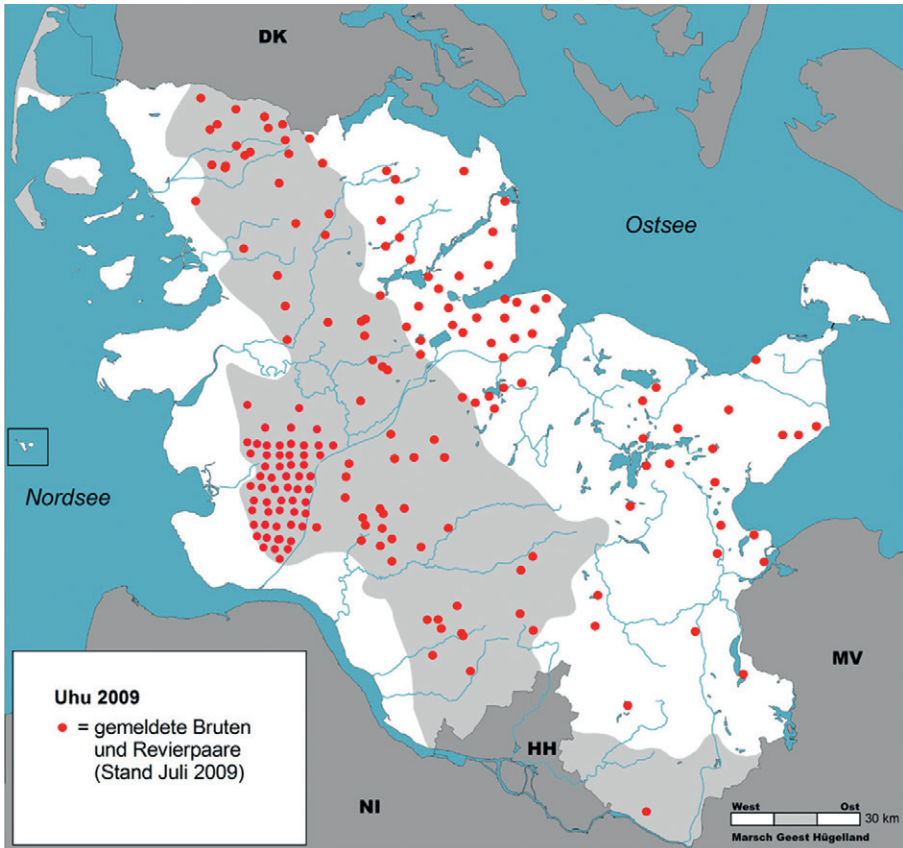 DK
Ostsee
Nordsee
MV
Uhu 2009
= gemeldete Bruten
und Revierpaare
(Stand Juli 2009)
HH
NI
West Ost
30 km
Marsch Geest Hügelland